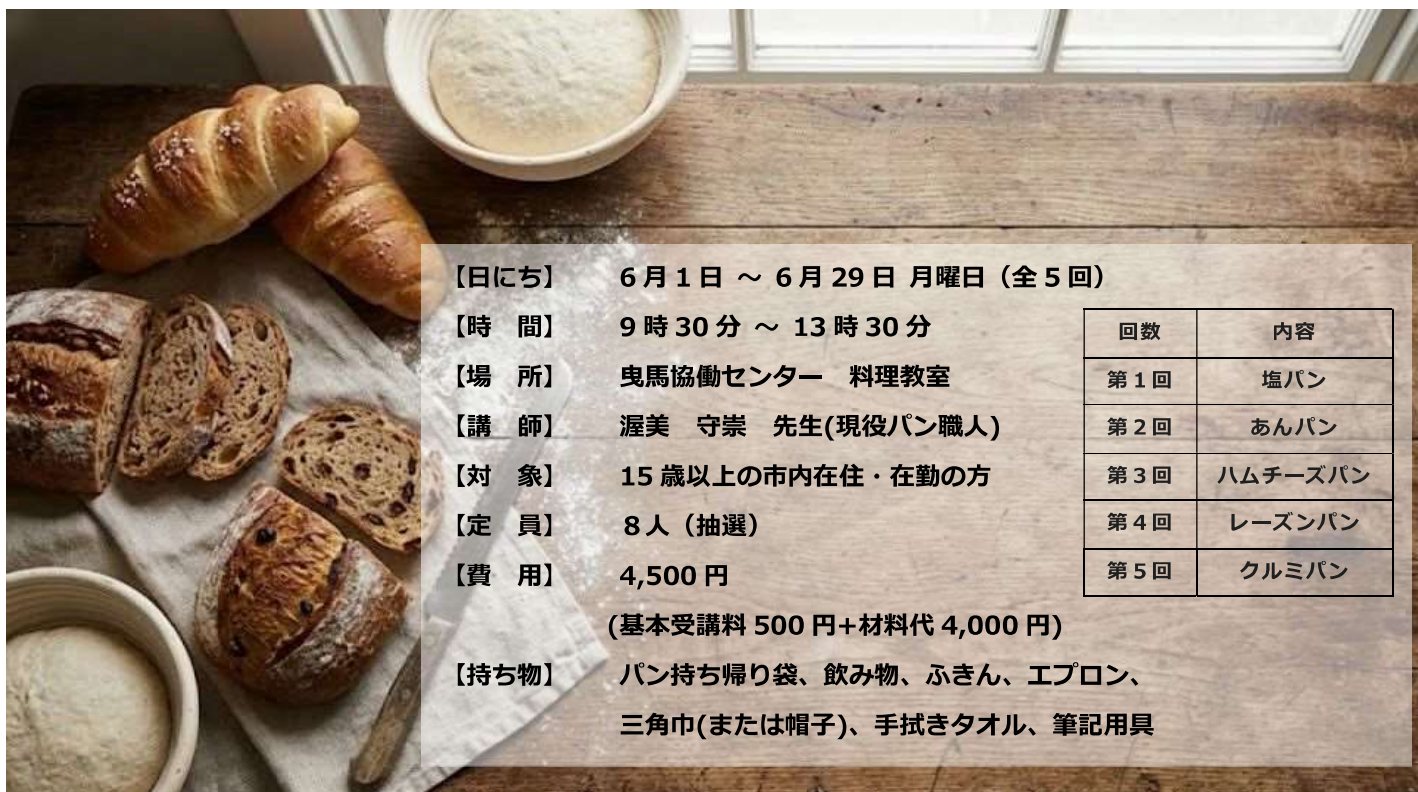 【日にち】 6月1日 ～ 6月29日 月曜日（全5回）
【時　間】 9時30分 ～ 13時30分
【場　所】 曳馬協働センター　料理教室
【講　師】 渥美　守崇　先生(現役パン職人)
【対　象】 15歳以上の市内在住・在勤の方
【定　員】 8人（抽選）
【費　用】 4,500円
(基本受講料500円+材料代4,000円)
【持ち物】 パン持ち帰り袋、飲み物、ふきん、エプロン、
三角巾(または帽子)、手拭きタオル、筆記用具
回数 内容
第1回 塩パン
第2回 あんパン
第3回 ハムチーズパン
第4回 レーズンパン
第5回 クルミパン